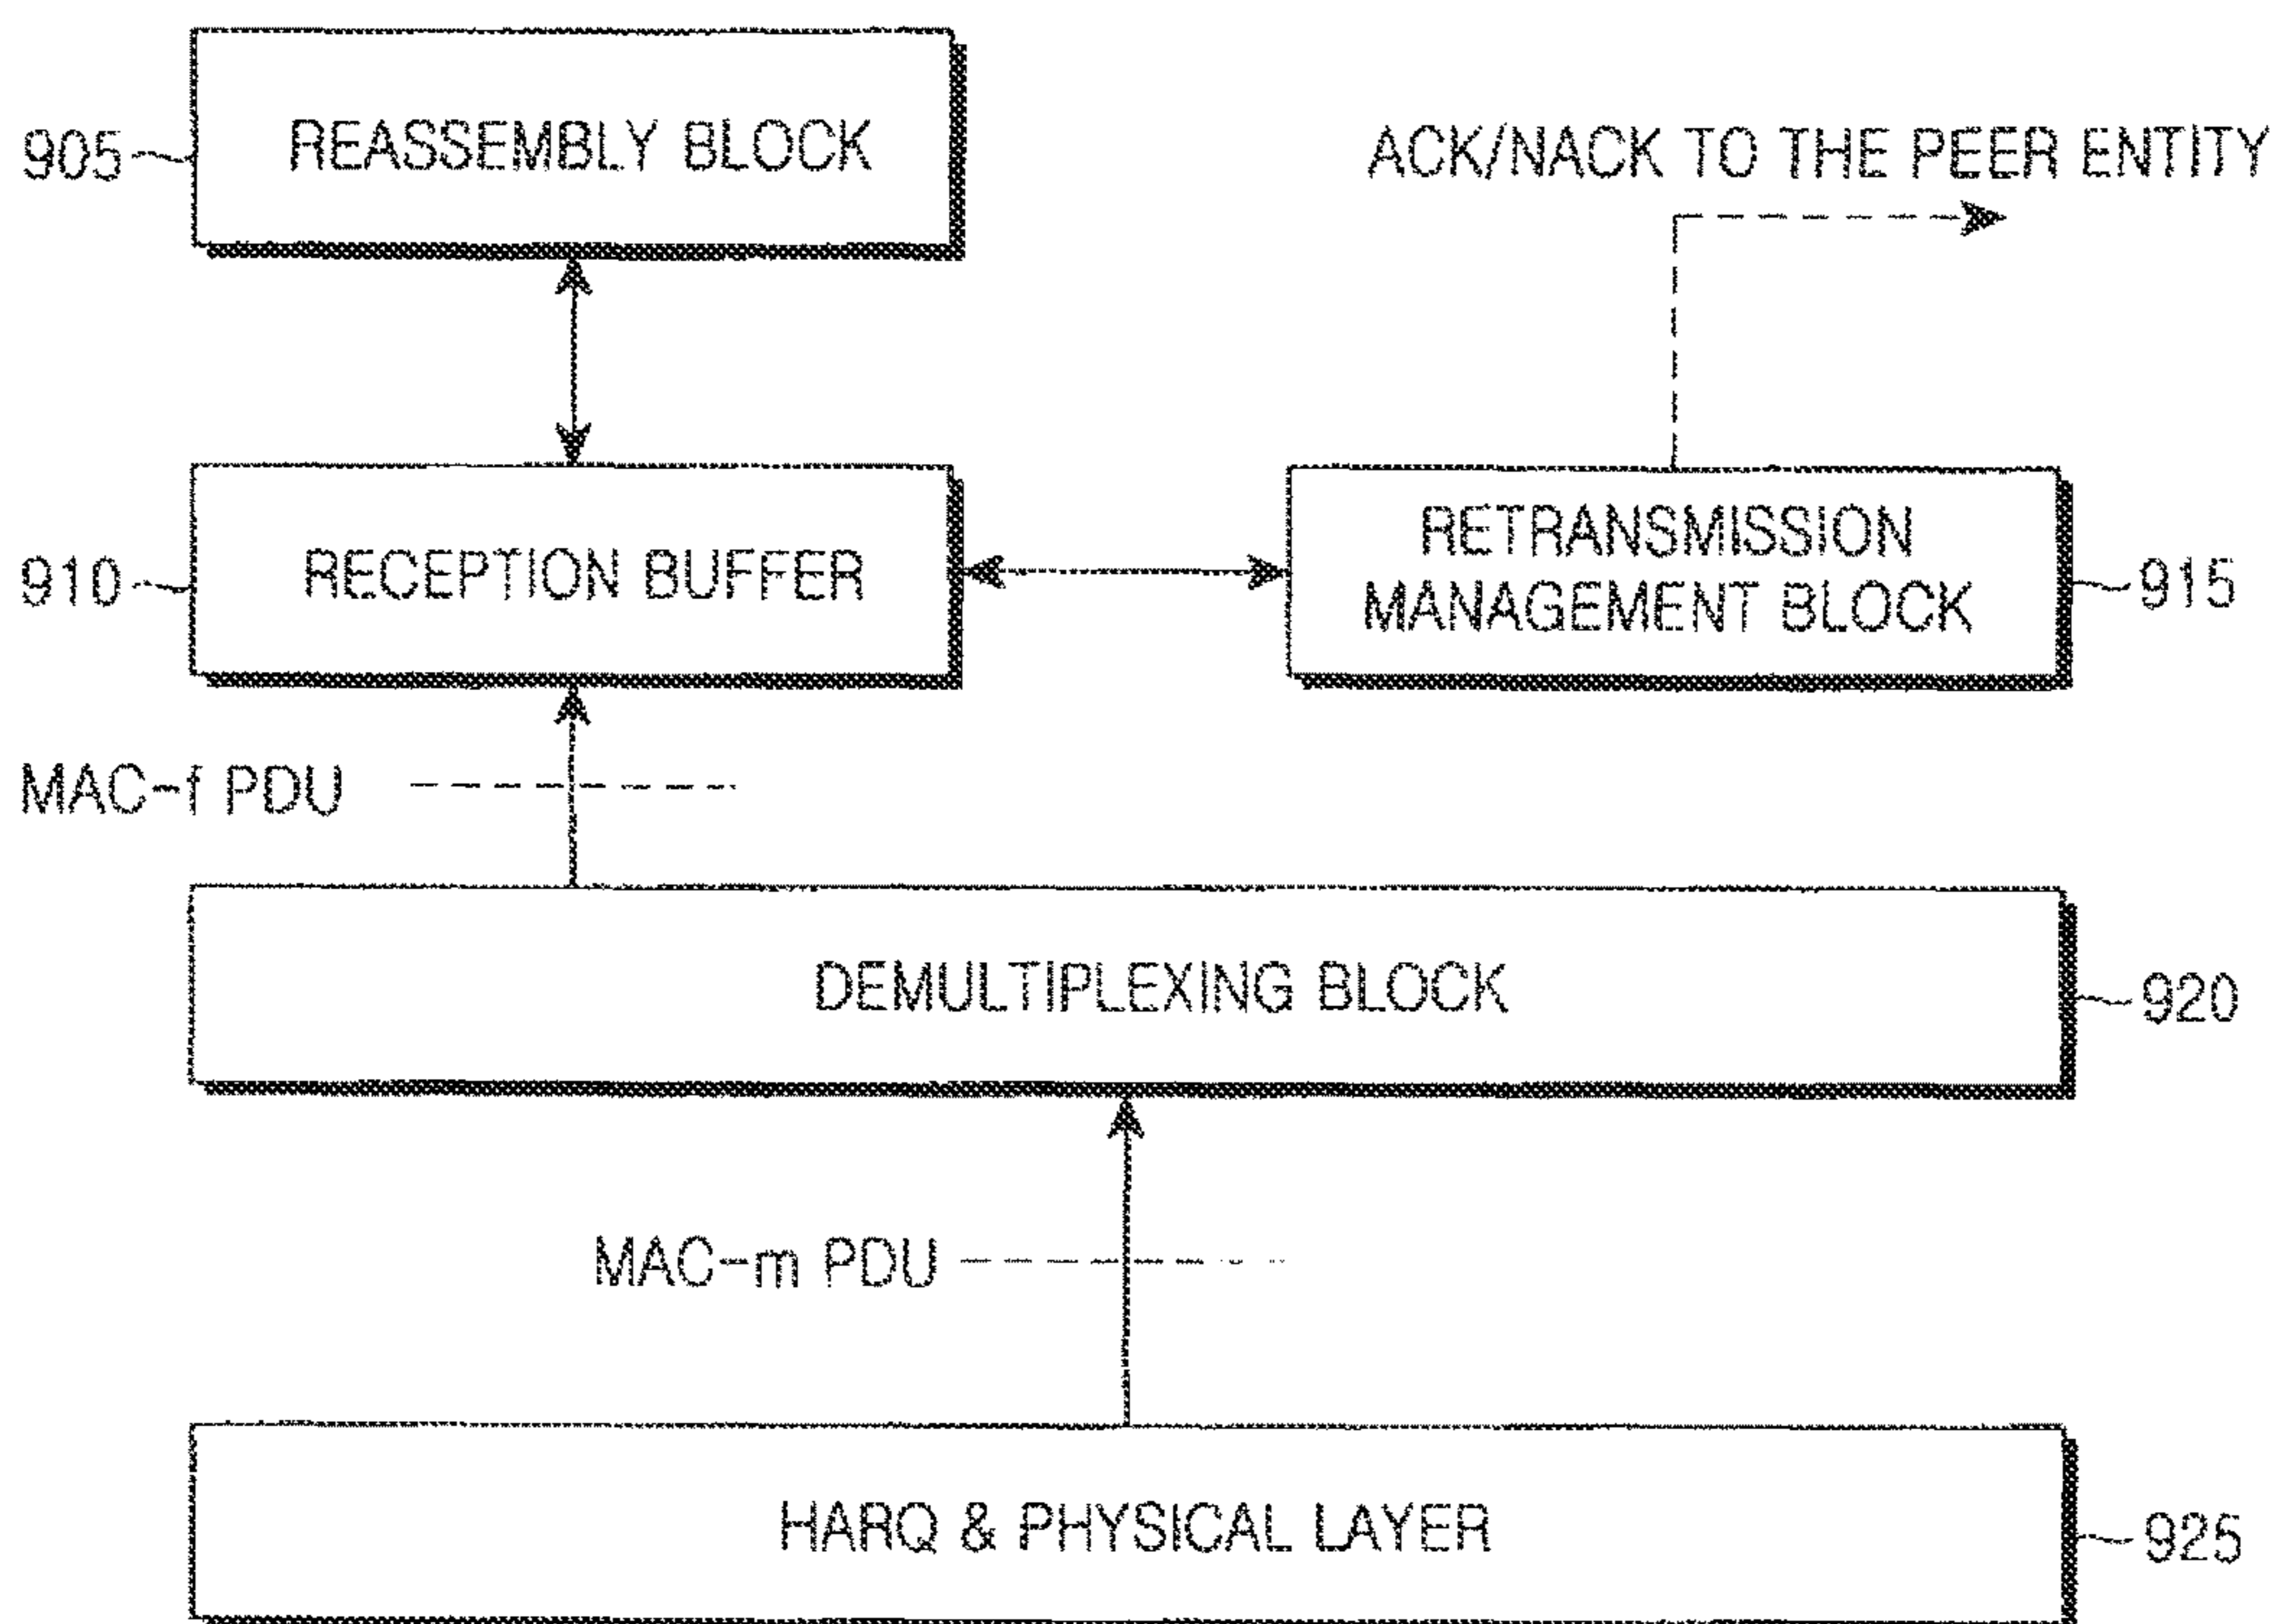 905
REASSEMBLY BLOCK
ACK/NACK TO THE PEER ENTITY
910
RECEPTION BUFFER
RETRANSMISSION
MANAGEMENT BLOCK
915
MAC-f PDU
DEMULTIPLEXING BLOCK
920
MAC-m PDU
HARQ & PHYSICAL LAYER
925